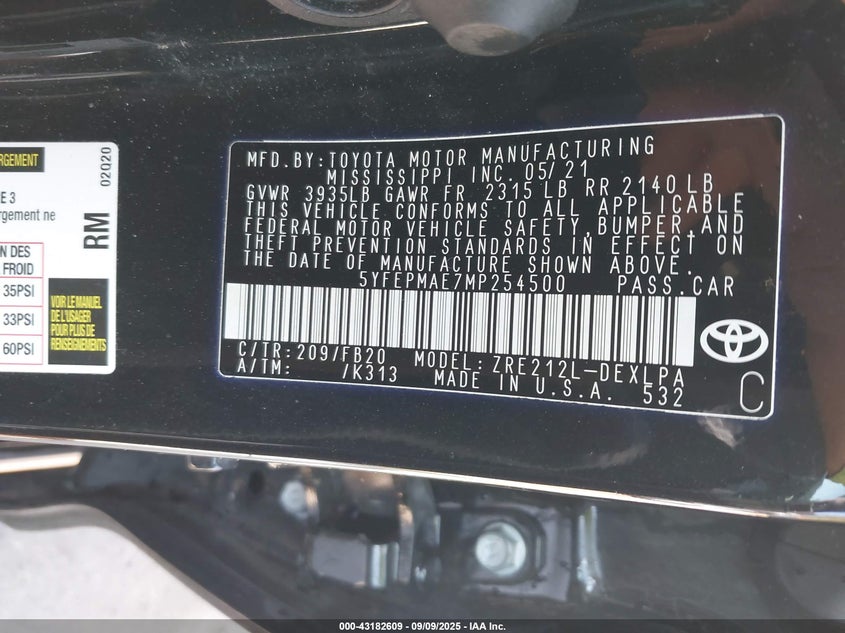 RGEMENT
E 3
rgement ne
N DES
FROID
35PSI
33PSI
60PSI
02020
RM
VOIR LE MANUEL
DE L'USAGER
POUR PLUS DE
RENSEIGNEMENTS
MFD.BY:TOYOTA MOTOR MANUFACTURING
MISSISSIPPI INC. 05/21
GVWR 3935LB GAWR FR 2315 LB RR 2140 LB
THIS VEHICLE CONFORMS TO ALL APPLICABLE
FEDERAL MOTOR VEHICLE SAFETY,BUMPER,AND
THEFT PREVENTION STANDARDS IN EFFECT ON
THE DATE OF MANUFACTURE SHOWN ABOVE.
5YFEPMAE7MP254500 PASS.CAR
C/TR:209/FB20 MODEL:ZRE212L-DEXLPA
A/TM: /K313 MADE IN U.S.A. 532
C
000-43182609 - 09/09/2025 - IAA Inc.